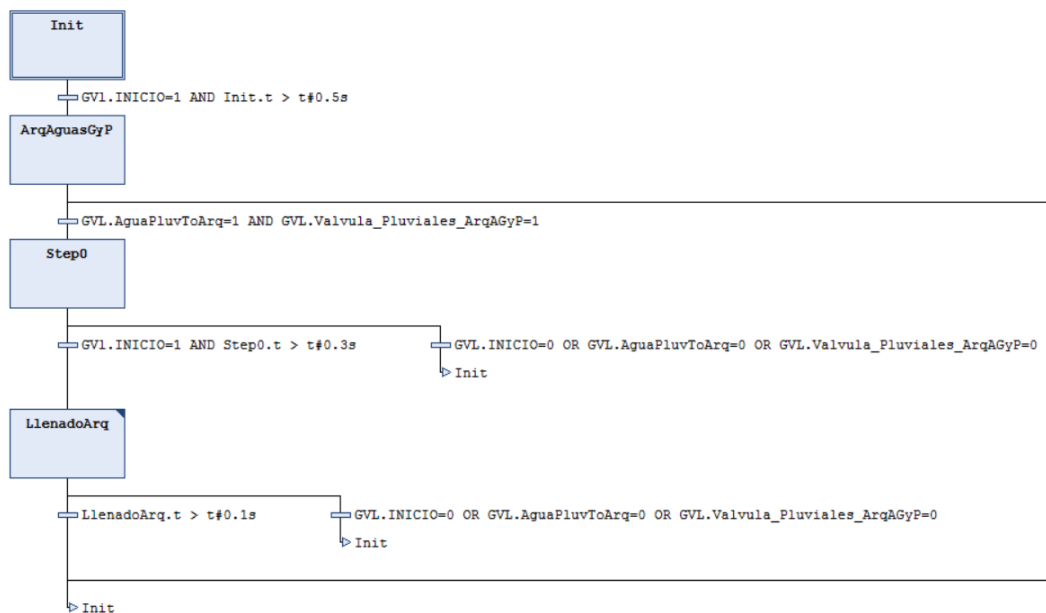 Init
GVl.INICIO=1 AND Init.t > t#0.5s
ArqAguasGyP
GVL.AguaPluvToArq=1 AND GVL.Valvula_Pluviales_ArqAGyP=1
Step0
GVl.INICIO=1 AND Step0.t > t#0.3s
GVL.INICIO=0 OR GVL.AguaPluvToArq=0 OR GVL.Valvula_Pluviales_ArqAGyP=0
Init
LlenadoArq
LlenadoArq.t > t#0.1s
GVL.INICIO=0 OR GVL.AguaPluvToArq=0 OR GVL.Valvula_Pluviales_ArqAGyP=0
Init
Init